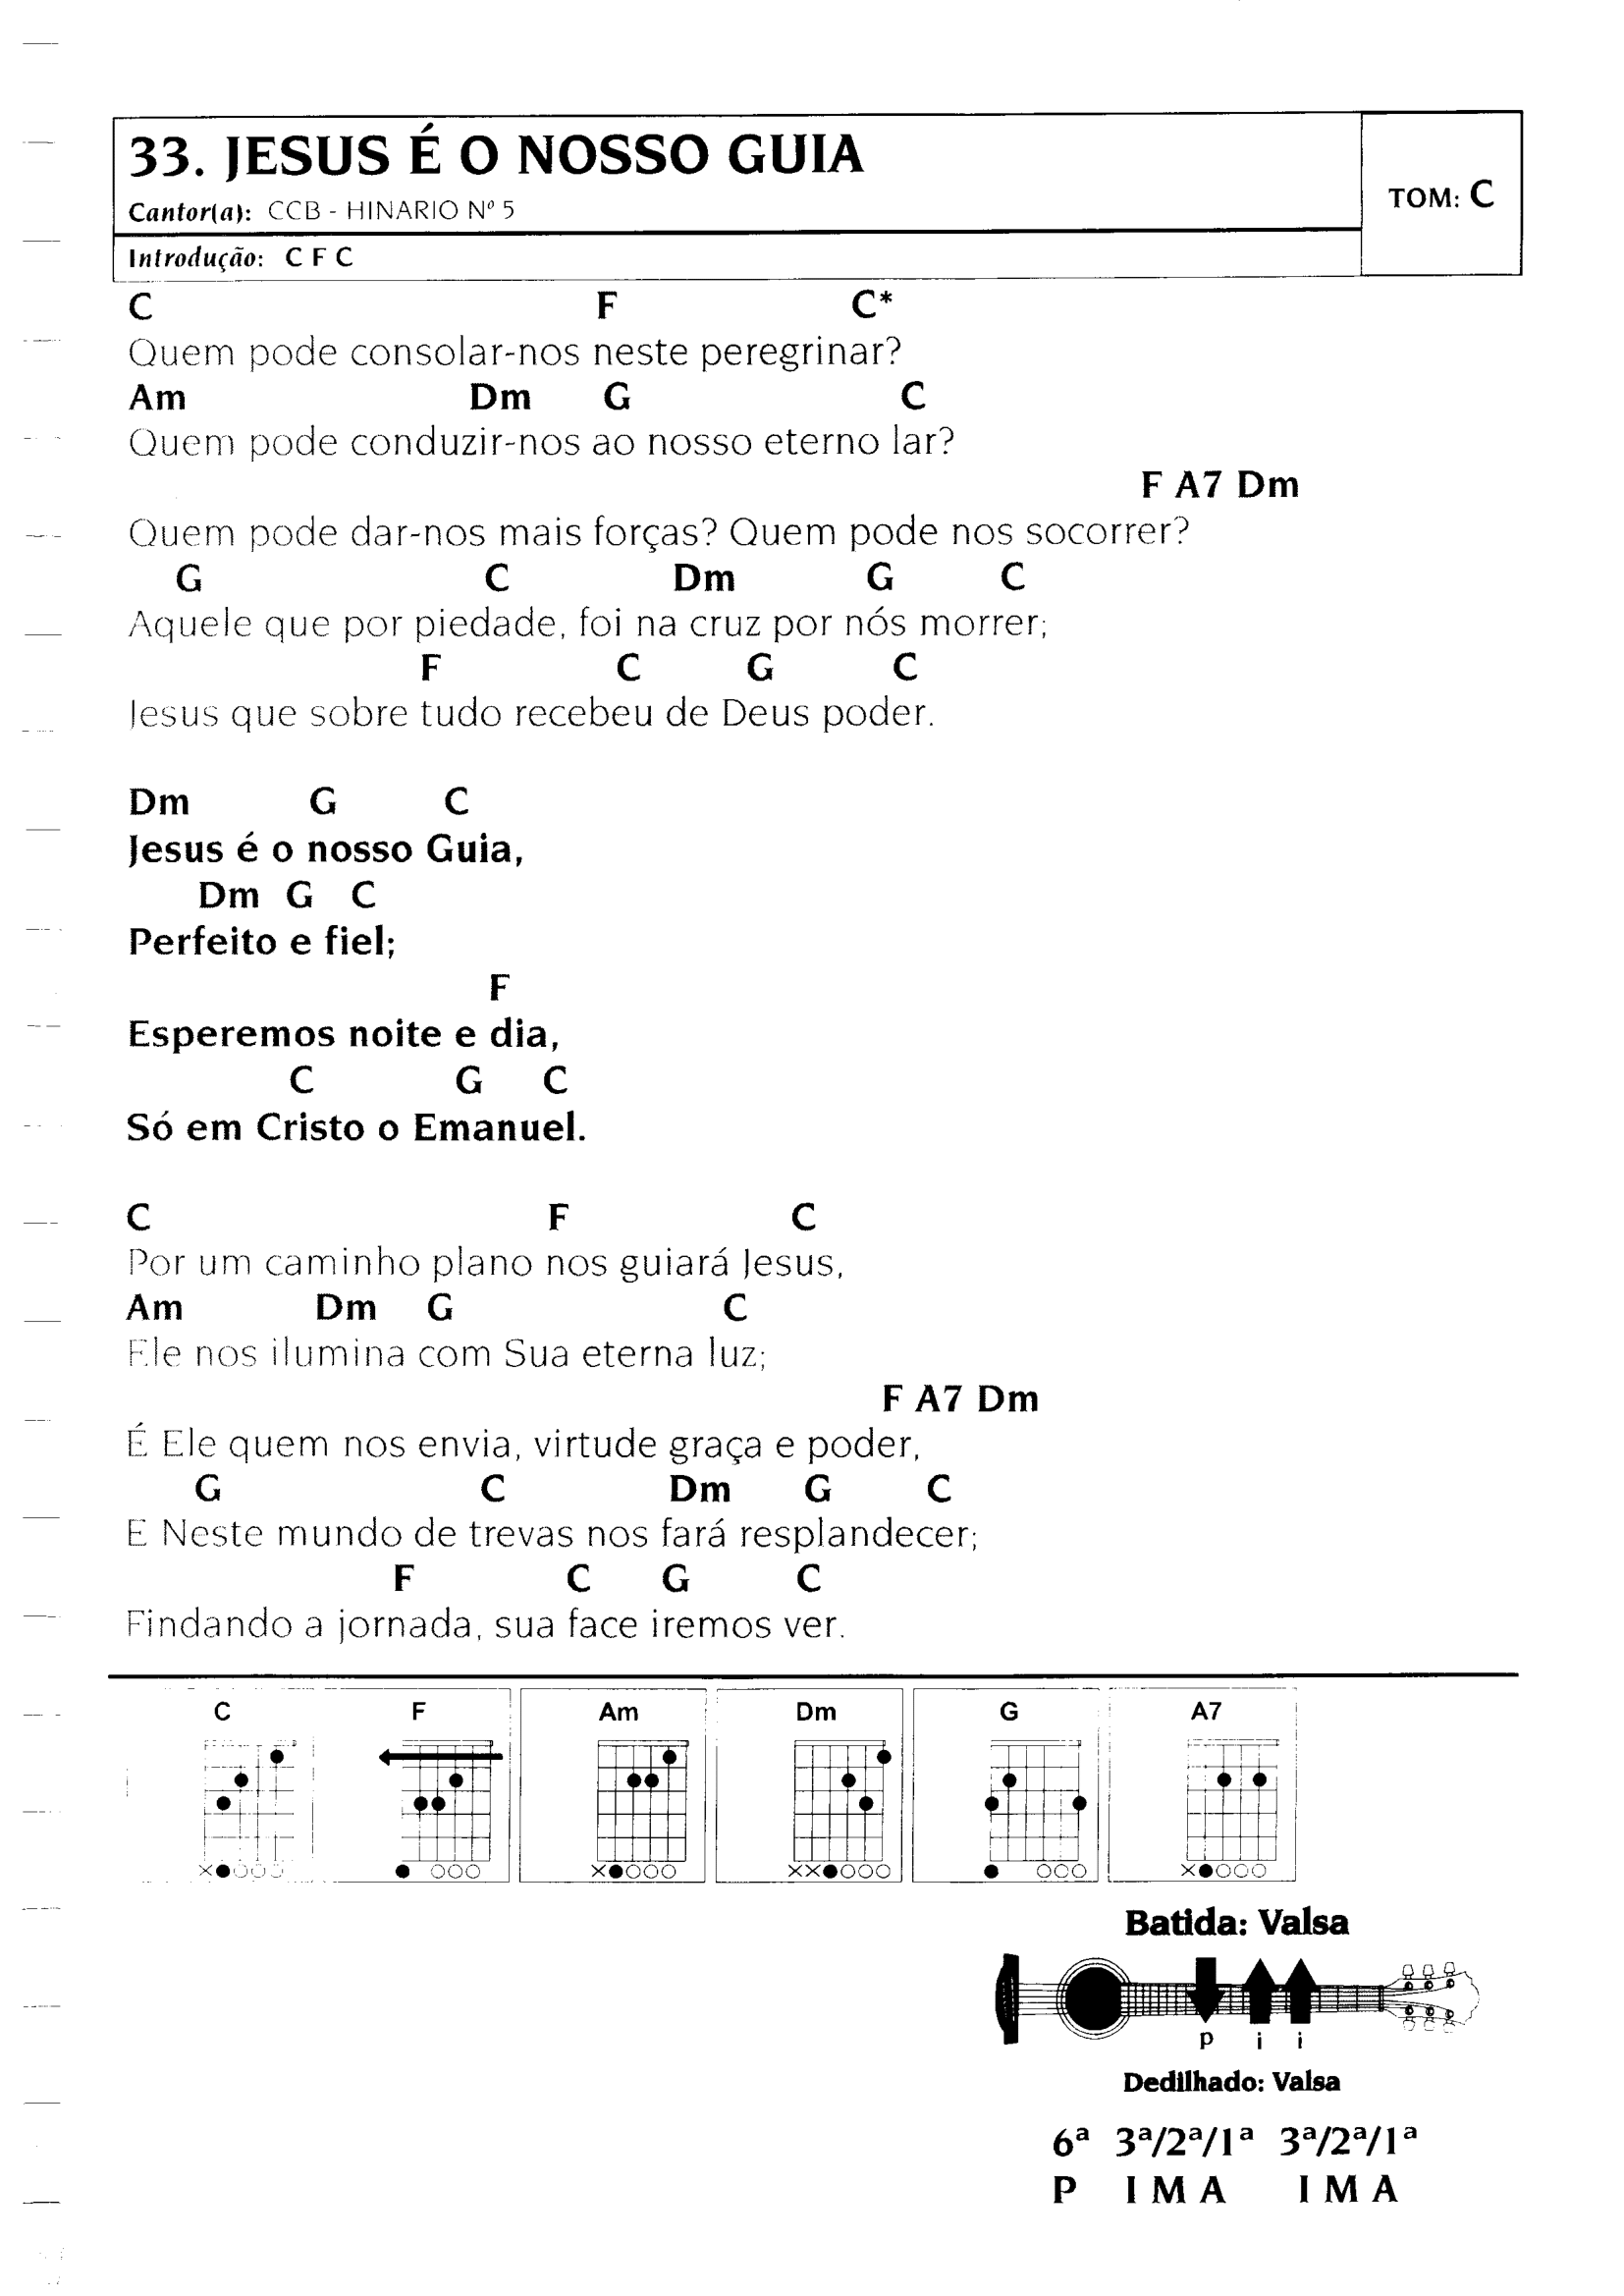 33. JESUS É O NOSSO GUIA
Cantor(a): CCB - HINARIO Nº 5
TOM: C
Introdução: C F C
C F C*
Quem pode consolar-nos neste peregrinar?
Am Dm G C
Quem pode conduzir-nos ao nosso eterno lar?
F A7 Dm
Quem pode dar-nos mais forças? Quem pode nos socorrer?
G C Dm G C
Aquele que por piedade, foi na cruz por nós morrer;
F C G C
Jesus que sobre tudo recebeu de Deus poder.
Dm G C
Jesus é o nosso Guia,
Dm G C
Perfeito e fiel;
F
Esperemos noite e dia,
C G C
Só em Cristo o Emanuel.
C F C
Por um caminho plano nos guiará Jesus,
Am Dm G C
Ele nos ilumina com Sua eterna luz;
F A7 Dm
É Ele quem nos envia, virtude graça e poder,
G C Dm G C
E Neste mundo de trevas nos fará resplandecer;
F C G C
Findando a jornada, sua face iremos ver.
C F Am Dm G A7
Batida: Valsa
p i i
Dedilhado: Valsa
6ª 3ª/2ª/1ª 3ª/2ª/1ª
P I M A I M A